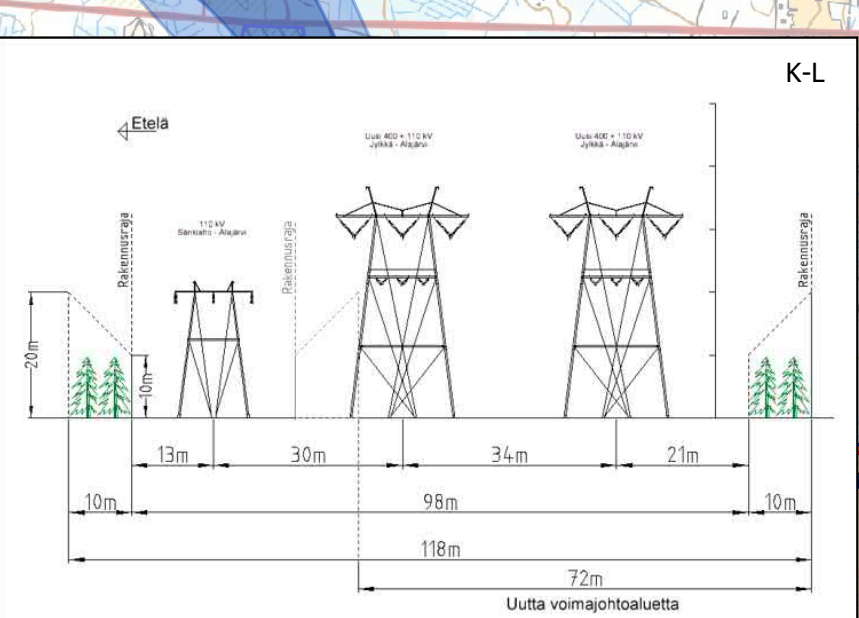 K-L
Etelä
Uusi 400 + 110 kV
Jylkkä - Alajärvi
Uusi 400 + 110 kV
Jylkkä - Alajärvi
110 kV
Alajärvi
Rakennusraja
Rakennusraja
Rakennusraja
20m
10m
13m
30m
34m
21m
10m
98m
10m
118m
72m
Uutta voimajohtoaluetta